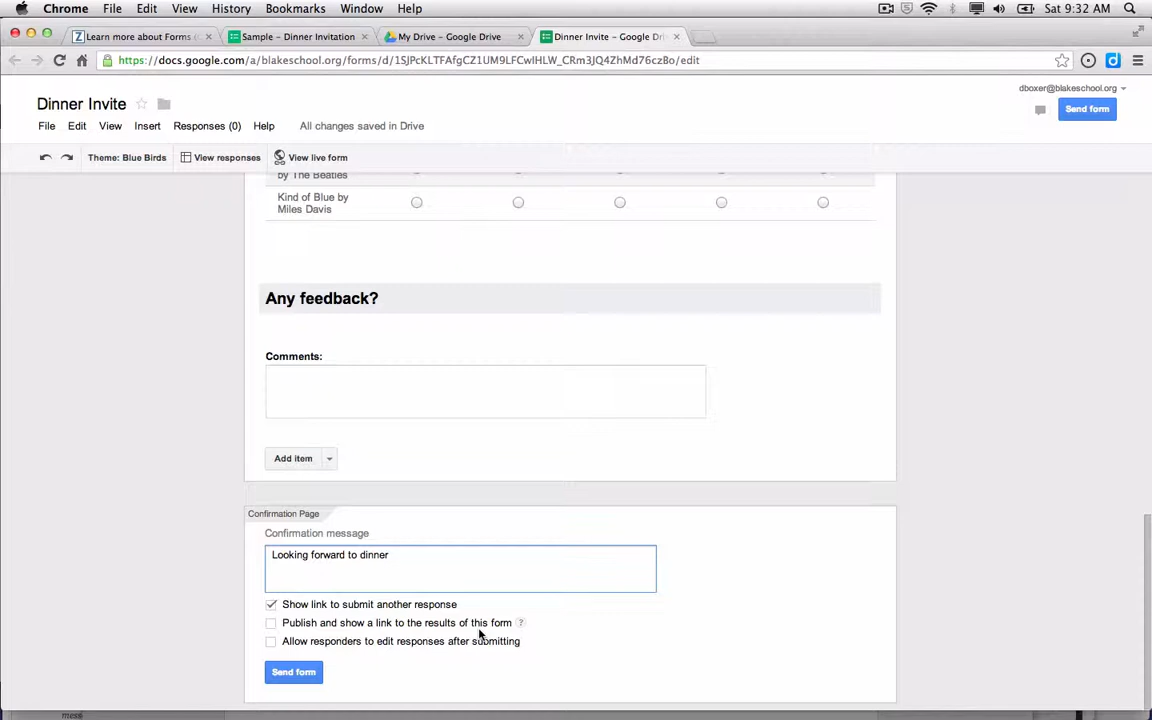 Chrome File Edit View History Bookmarks Window Help Sat 9:32 AM
Learn more about Forms Sample – Dinner Invitation My Drive – Google Drive Dinner Invite – Google Dri
https://docs.google.com/a/blakeschool.org/forms/d/1SJPcKLTFAfgCZ1UM9LFCwIHLW_CRm3JQ4ZhMd76czBo/edit
dboxer@blakeschool.org
Dinner Invite
Send form
File Edit View Insert Responses (0) Help All changes saved in Drive
Theme: Blue Birds View responses View live form
by The Beatles
Kind of Blue by
Miles Davis
Any feedback?
Comments:
Add item
Confirmation Page
Confirmation message
Looking forward to dinner
Show link to submit another response
Publish and show a link to the results of this form ?
Allow responders to edit responses after submitting
Send form
mess